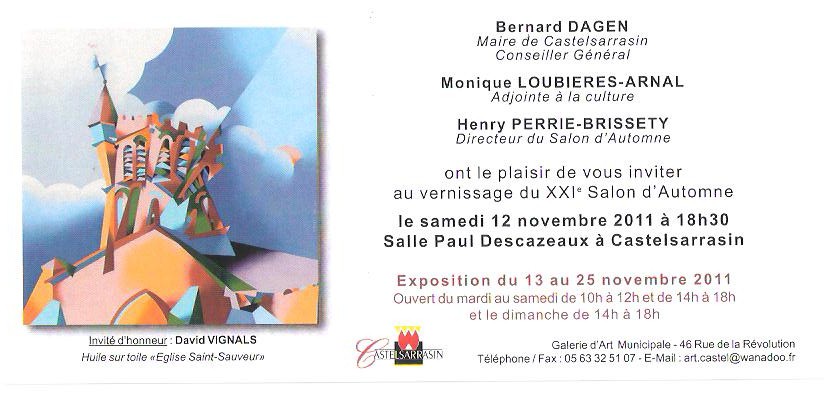 Bernard DAGEN
Maire de Castelsarrasin
Conseiller Général
Monique LOUBIERES-ARNAL
Adjointe à la culture
Henry PERRIE-BRISSETY
Directeur du Salon d'Automne
ont le plaisir de vous inviter
au vernissage du XXIe Salon d'Automne
le samedi 12 novembre 2011 à 18h30
Salle Paul Descazeaux à Castelsarrasin
Exposition du 13 au 25 novembre 2011
Ouvert du mardi au samedi de 10h à 12h et de 14h à 18h
et le dimanche de 14h à 18h
Invité d'honneur : David VIGNALS
Huile sur toile «Eglise Saint-Sauveur»
CASTELSARRASIN
Galerie d'Art Municipale - 46 Rue de la Révolution
Téléphone / Fax : 05 63 32 51 07 - E-Mail : art.castel@wanadoo.fr